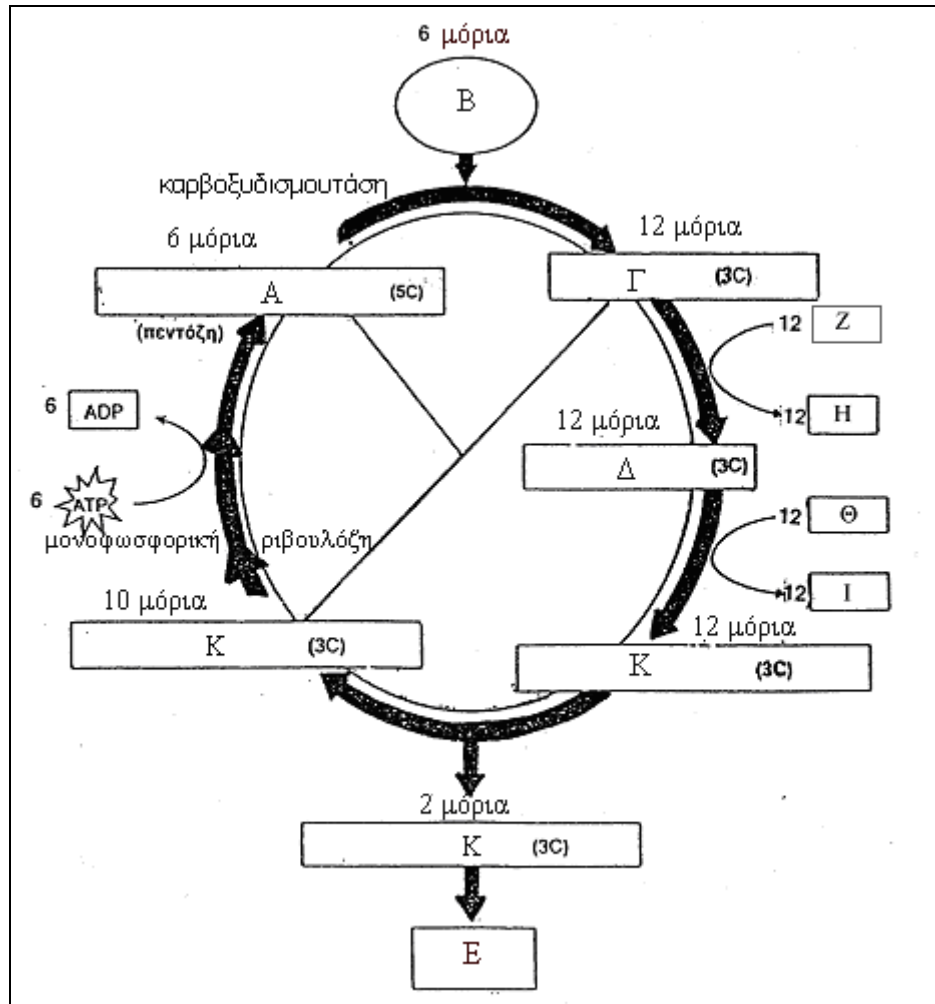 6 μόρια
Β
καρβοξυδισμουτάση
6 μόρια
Α (5C)
(πεντόζη)
12 μόρια
Γ (3C)
12 Ζ
12 Η
6 ADP
6 ATP
12 μόρια
Δ (3C)
12 Θ
12 Ι
μονοφωσφορική ριβουλόζη
10 μόρια
Κ (3C)
12 μόρια
Κ (3C)
2 μόρια
Κ (3C)
Ε